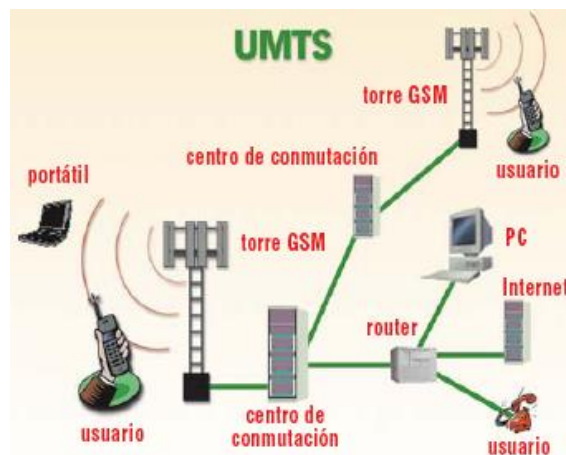 UMTS
torre GSM
usuario
centro de conmutación
portátil
torre GSM
PC
Internet
router
centro de
conmutación
usuario
usuario